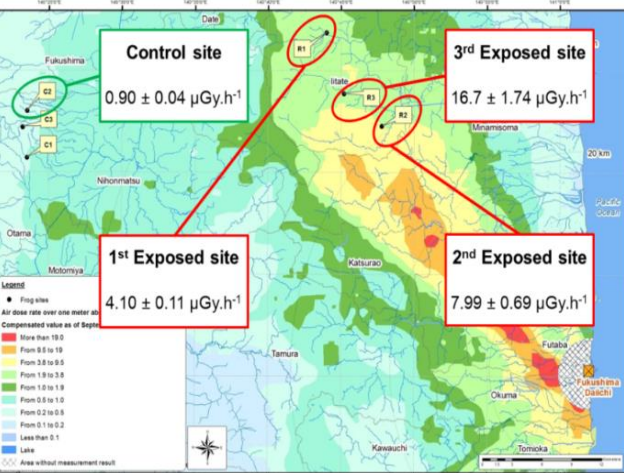 Date
Fukushima
Control site
0.90 ± 0.04 µGy.h-1
C2
C3
C1
R1
Iitate
R3
R2
3rd Exposed site
16.7 ± 1.74 µGy.h-1
Minamisoma
20 km
Pacific
Ocean
Nihonmatsu
Otama
Motomiya
1st Exposed site
4.10 ± 0.11 µGy.h-1
Katsurao
2nd Exposed site
7.99 ± 0.69 µGy.h-1
Legend
Frog sites
Air dose rate over one meter
Compensated value as of
More than 19.0
From 9.5 to 19
From 3.8 to 9.5
From 1.9 to 3.8
From 1.0 to 1.9
From 0.5 to 1.0
From 0.2 to 0.5
From 0.1 to 0.2
Less than 0.1
Lake
Area without measurement result
Tamura
Futaba
Fukushima
Daiichi
Okuma
Tomioka
Kawauchi